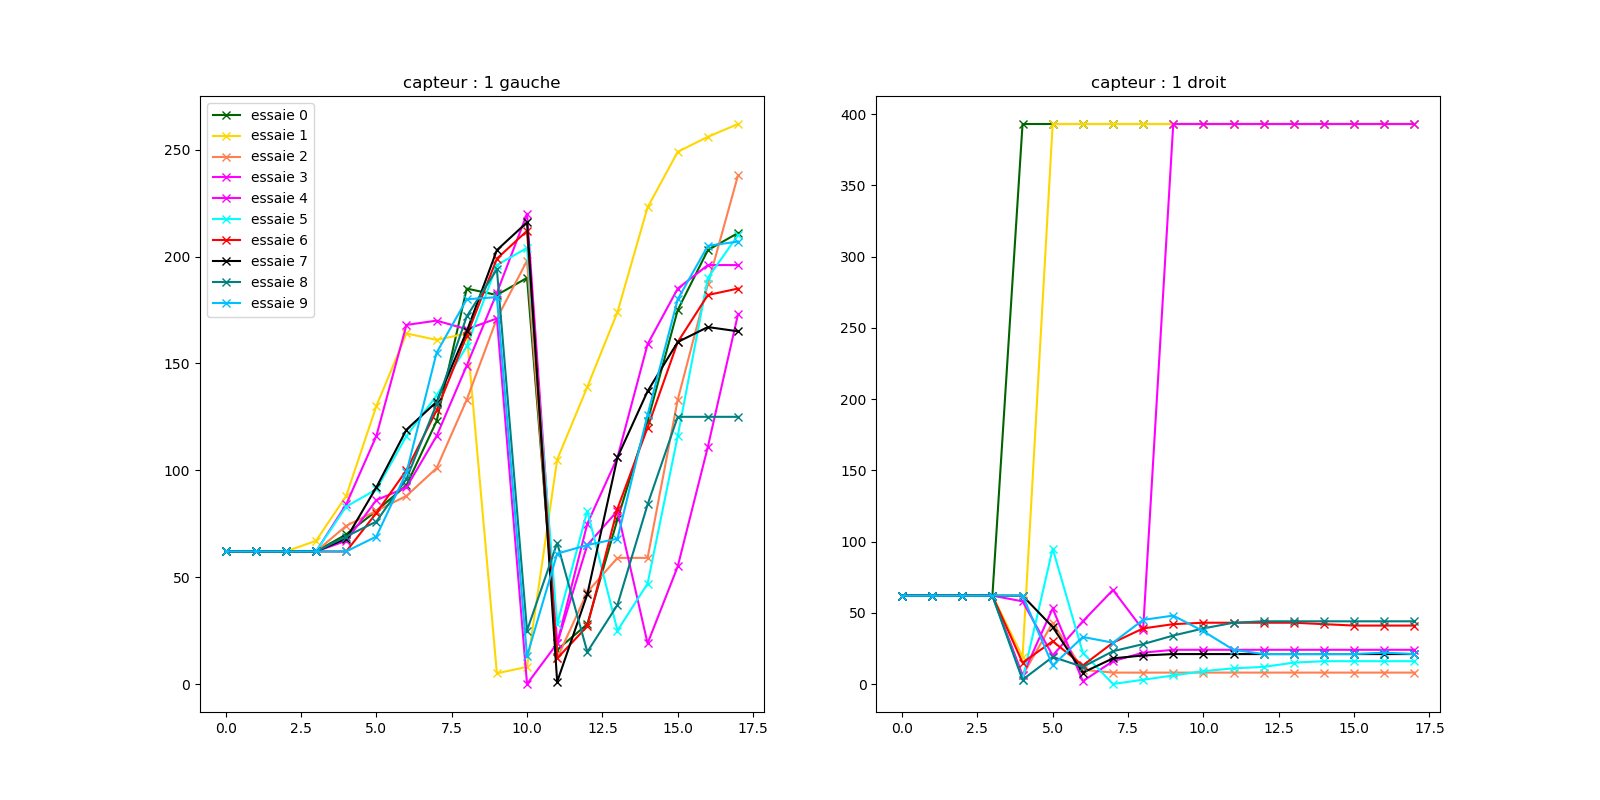 capteur : 1 gauche
250
200
150
100
50
0
0.0 2.5 5.0 7.5 10.0 12.5 15.0 17.5
essaie 0
essaie 1
essaie 2
essaie 3
essaie 4
essaie 5
essaie 6
essaie 7
essaie 8
essaie 9
capteur : 1 droit
400
350
300
250
200
150
100
50
0
0.0 2.5 5.0 7.5 10.0 12.5 15.0 17.5